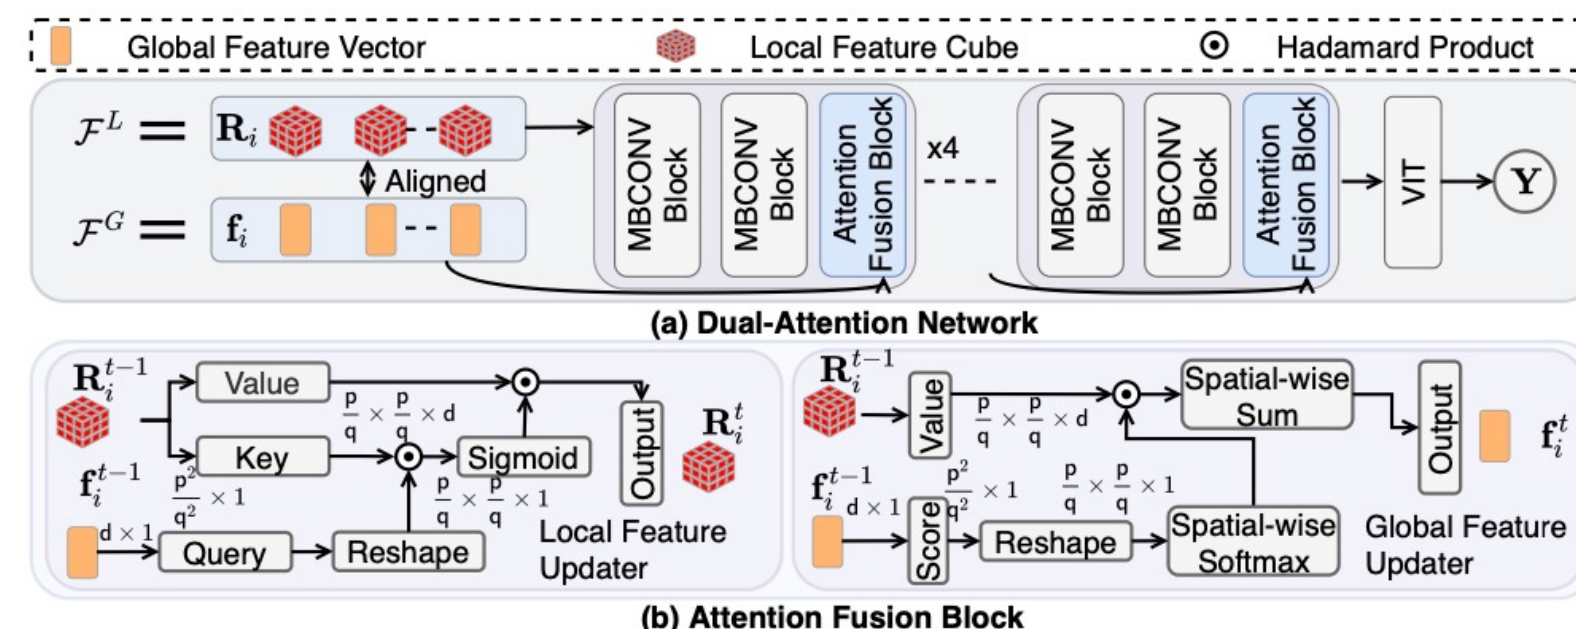 Global Feature Vector Local Feature Cube ⊙ Hadamard Product
𝓕^L = R_i
Aligned
𝓕^G = f_i
MBCONV Block
MBCONV Block
Attention Fusion Block
x4
MBCONV Block
MBCONV Block
Attention Fusion Block
VIT
Y
(a) Dual-Attention Network
R_i^{t-1}
Value
p/q × p/q × d
Key
Sigmoid
Output
R_i^t
f_i^{t-1}
p²/q² × 1
p/q × p/q × 1
d × 1
Query
Reshape
Local Feature
Updater
R_i^{t-1}
Value
p/q × p/q × d
Spatial-wise
Sum
Output
f_i^t
f_i^{t-1}
d × 1
Score
p²/q² × 1
p/q × p/q × 1
Reshape
Spatial-wise
Softmax
Global Feature
Updater
(b) Attention Fusion Block